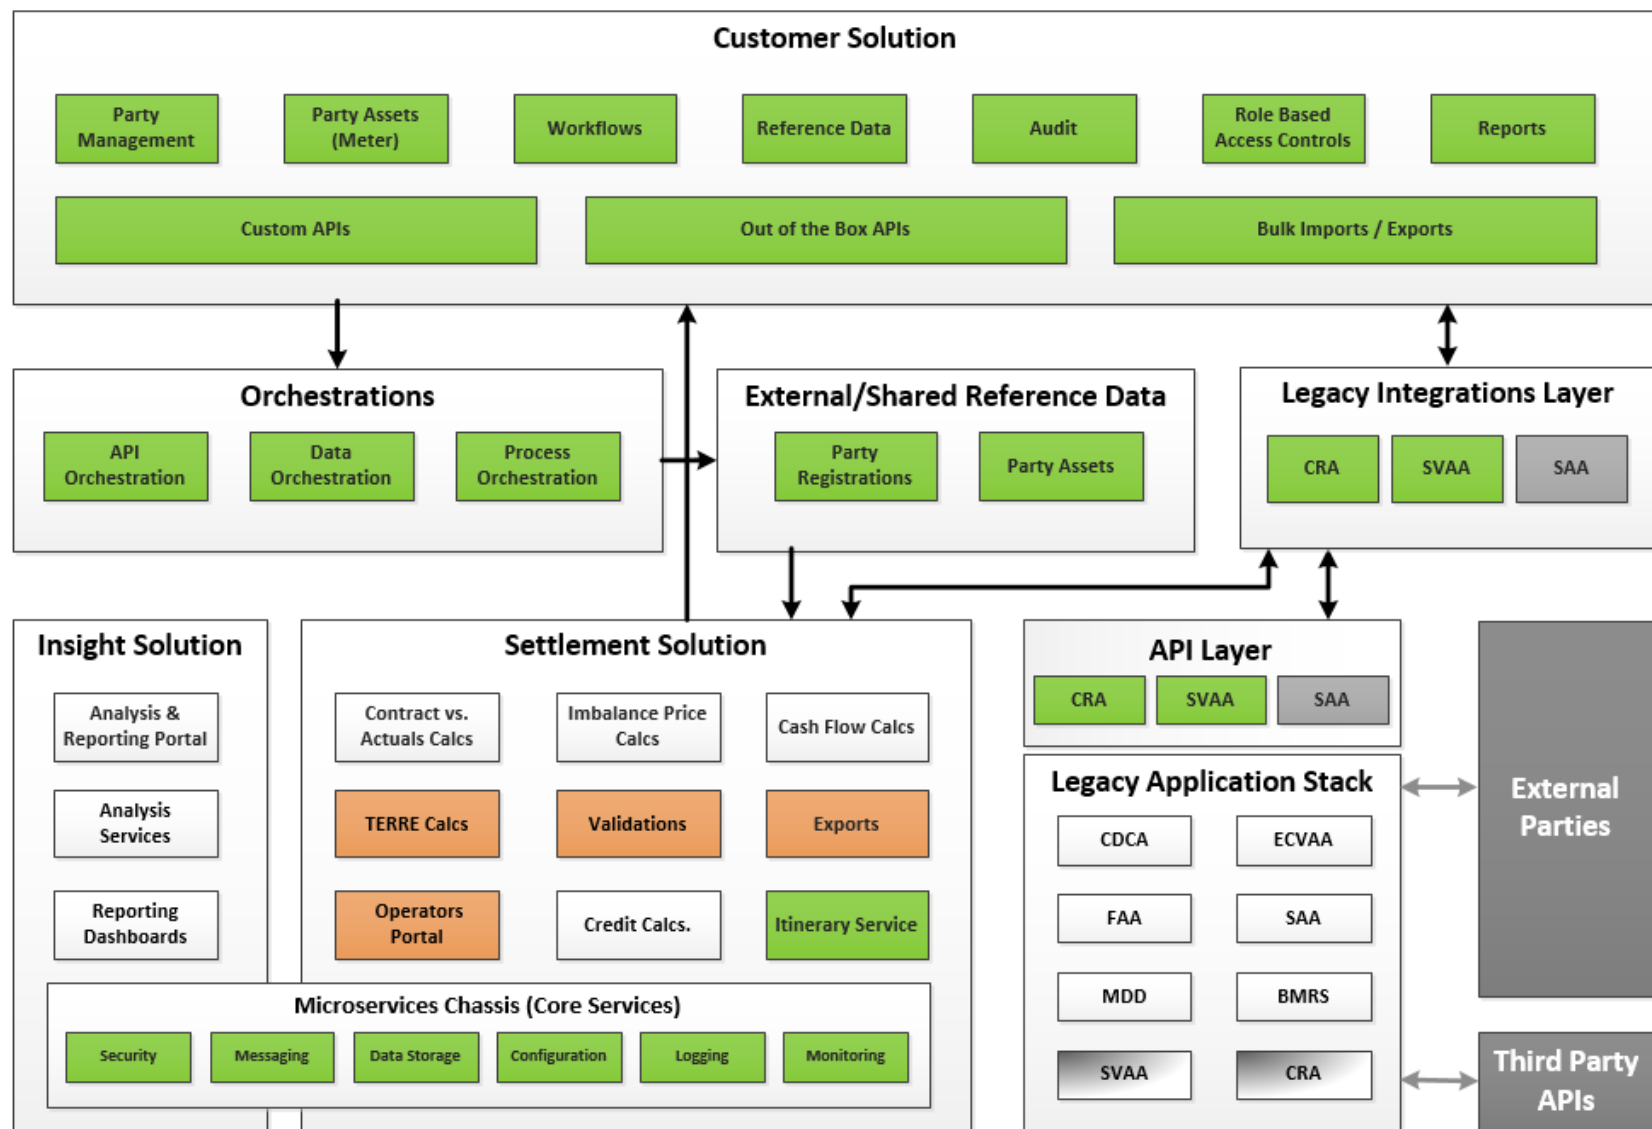 Customer Solution
Party
Management
Party Assets
(Meter)
Workflows
Reference Data
Audit
Role Based
Access Controls
Reports
Custom APIs
Out of the Box APIs
Bulk Imports / Exports
Orchestrations
API
Orchestration
Data
Orchestration
Process
Orchestration
External/Shared Reference Data
Party
Registrations
Party Assets
Legacy Integrations Layer
CRA
SVAA
SAA
Insight Solution
Analysis &
Reporting Portal
Analysis
Services
Reporting
Dashboards
Settlement Solution
Contract vs.
Actuals Calcs
Imbalance Price
Calcs
Cash Flow Calcs
TERRE Calcs
Validations
Exports
Operators
Portal
Credit Calcs.
Itinerary Service
Microservices Chassis (Core Services)
Security
Messaging
Data Storage
Configuration
Logging
Monitoring
API Layer
CRA
SVAA
SAA
Legacy Application Stack
CDCA
ECVAA
FAA
SAA
MDD
BMRS
SVAA
CRA
External
Parties
Third Party
APIs